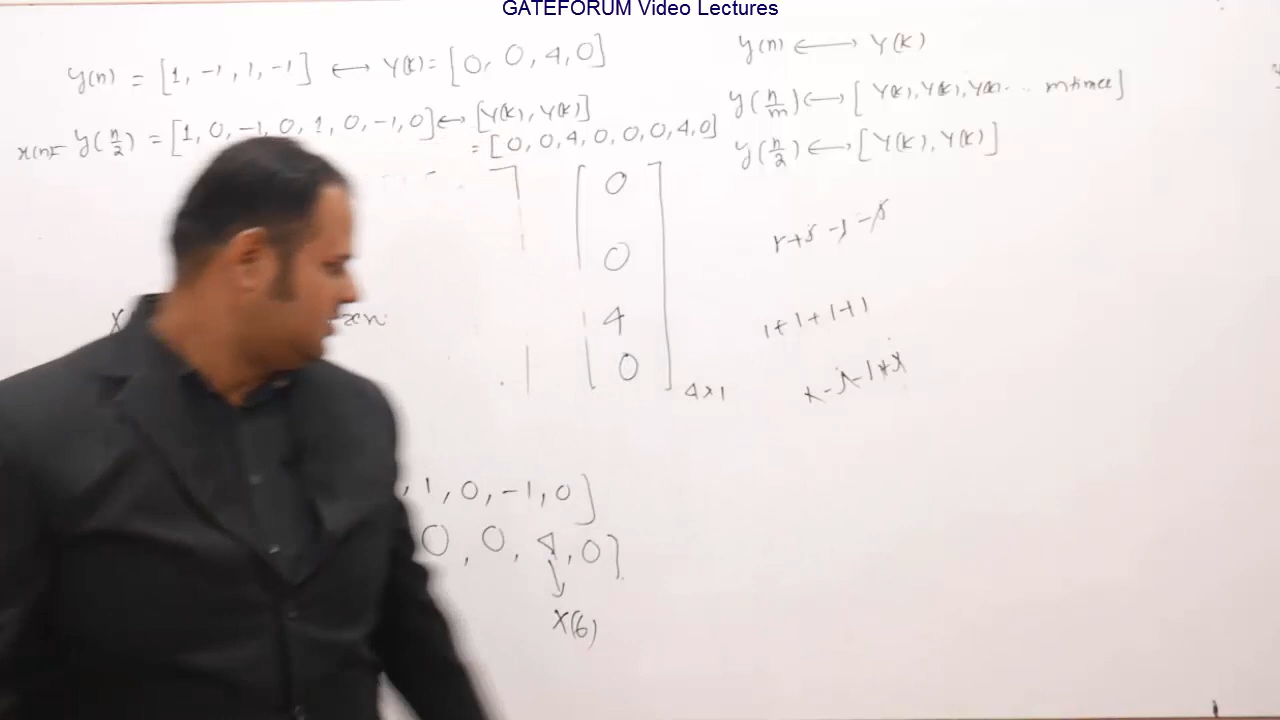 GATEFORUM Video Lectures
y(n) = [1, -1, 1, -1] ⟷ Y(k) = [0, 0, 4, 0]
x(n)= y(n/2) = [1, 0, -1, 0, 1, 0, -1, 0] ⟷ [Y(k), Y(k)]
= [0, 0, 4, 0, 0, 0, 4, 0]
y(n) ⟷ Y(k)
y(n/m) ⟷ [Y(k), Y(k), Y(k) ... m times]
y(n/2) ⟷ [Y(k), Y(k)]
0
0
4
0
4×1
1+1+1+1
X
, 1, 0, -1, 0]
0, 0, 4, 0]
X(6)